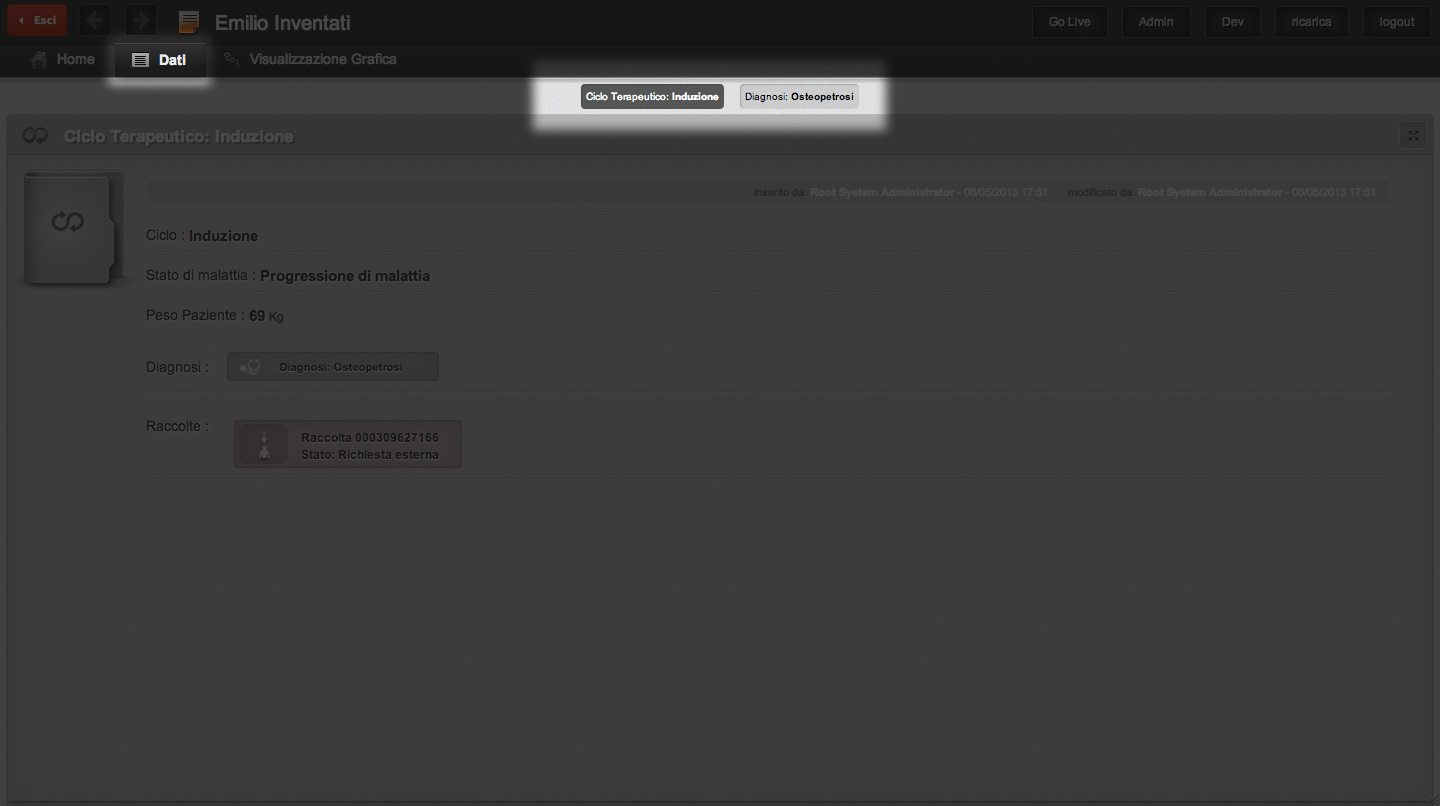 Esci
Emilio Inventati
Go Live
Admin
Dev
ricarica
logout
Home
Dati
Visualizzazione Grafica
Ciclo Terapeutico: Induzione
Diagnosi: Osteopetrosi
Ciclo Terapeutico: Induzione
inserito da: Root System Administrator - 06/05/2013 17:51
modificato da: Root System Administrator - 06/05/2013 17:51
Ciclo : Induzione
Stato di malattia : Progressione di malattia
Peso Paziente : 69 Kg
Diagnosi :
Diagnosi: Osteopetrosi
Raccolte :
Raccolta 000309627166
Stato: Richiesta esterna